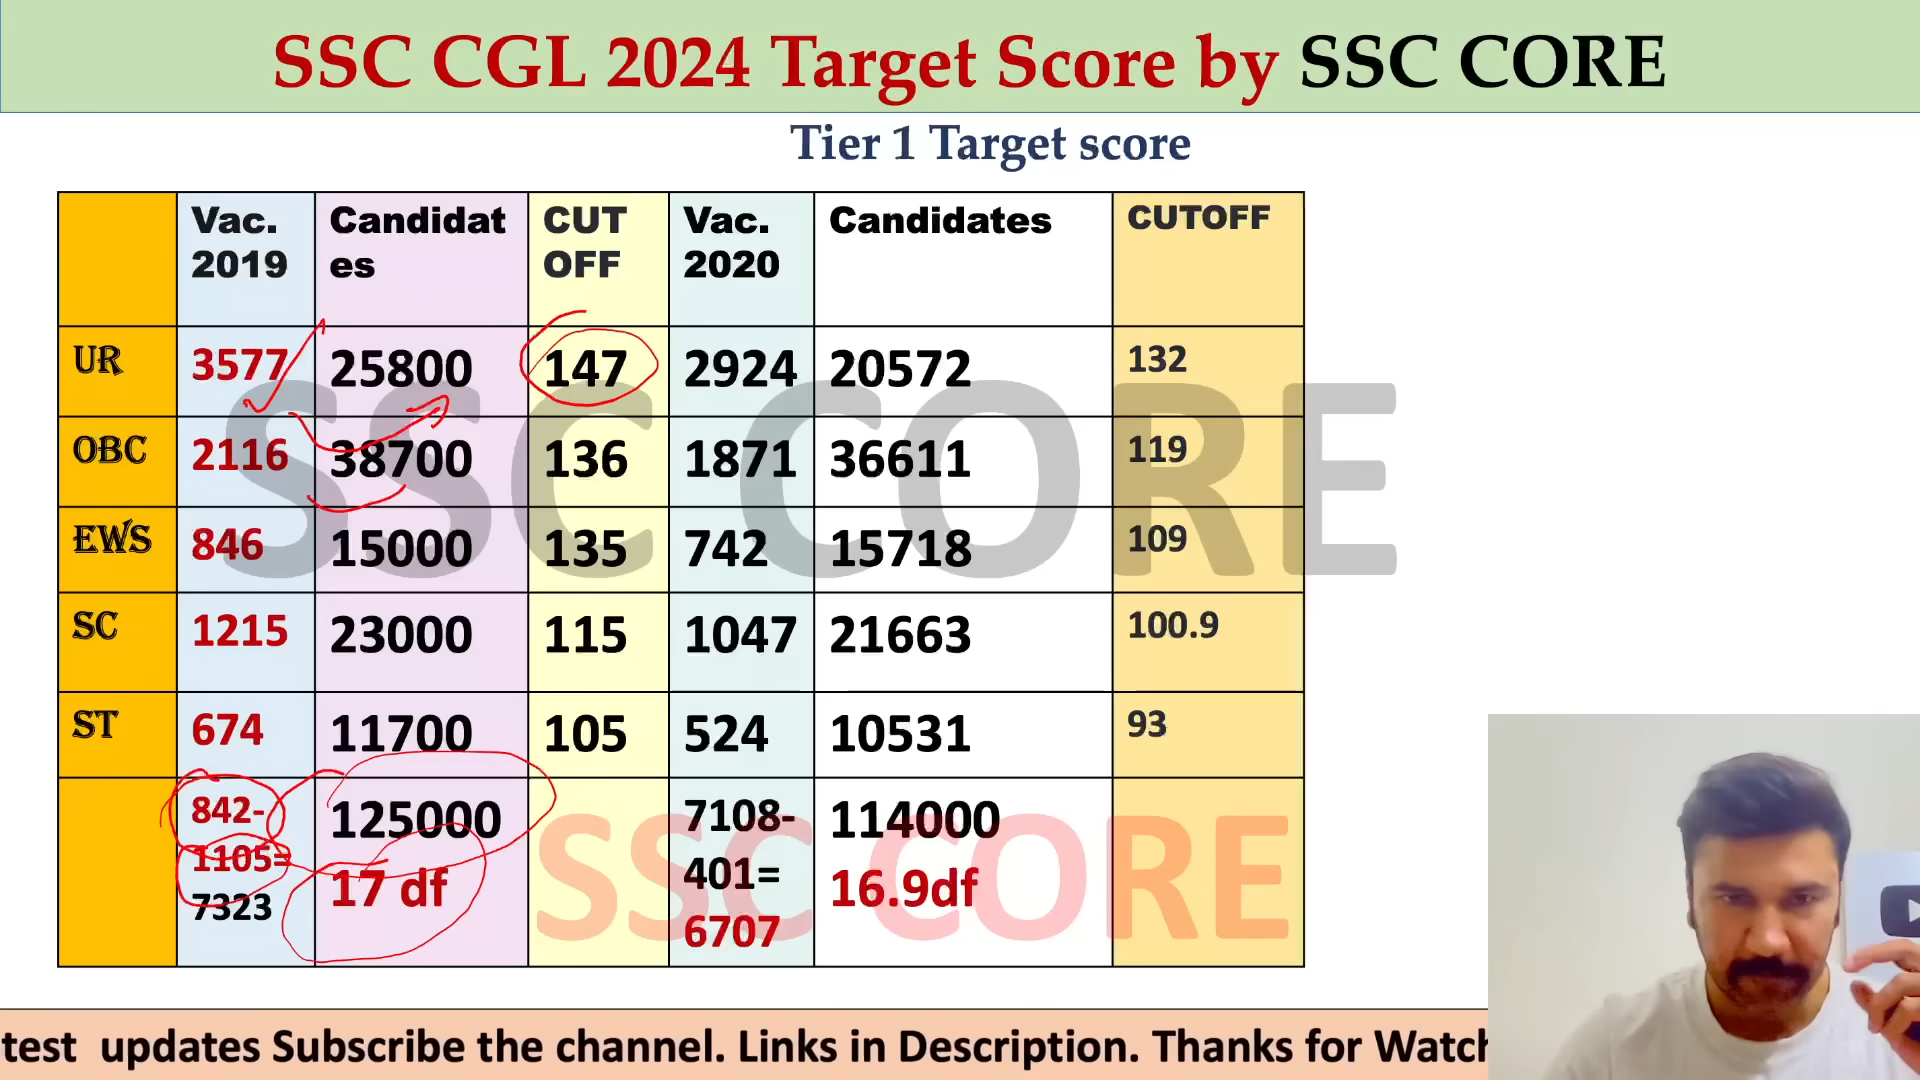 SSC CGL 2024 Target Score by SSC CORE
Tier 1 Target score
Vac. 2019 Candidat es CUT OFF Vac. 2020 Candidates CUTOFF
UR 3577 25800 147 2924 20572 132
OBC 2116 38700 136 1871 36611 119
EWS 846 15000 135 742 15718 109
SC 1215 23000 115 1047 21663 100.9
ST 674 11700 105 524 10531 93
842- 125000 7108- 114000
1105= 17 df 401= 16.9df
7323 6707
SSC CORE
SSC CORE
test updates Subscribe the channel. Links in Description. Thanks for Watch